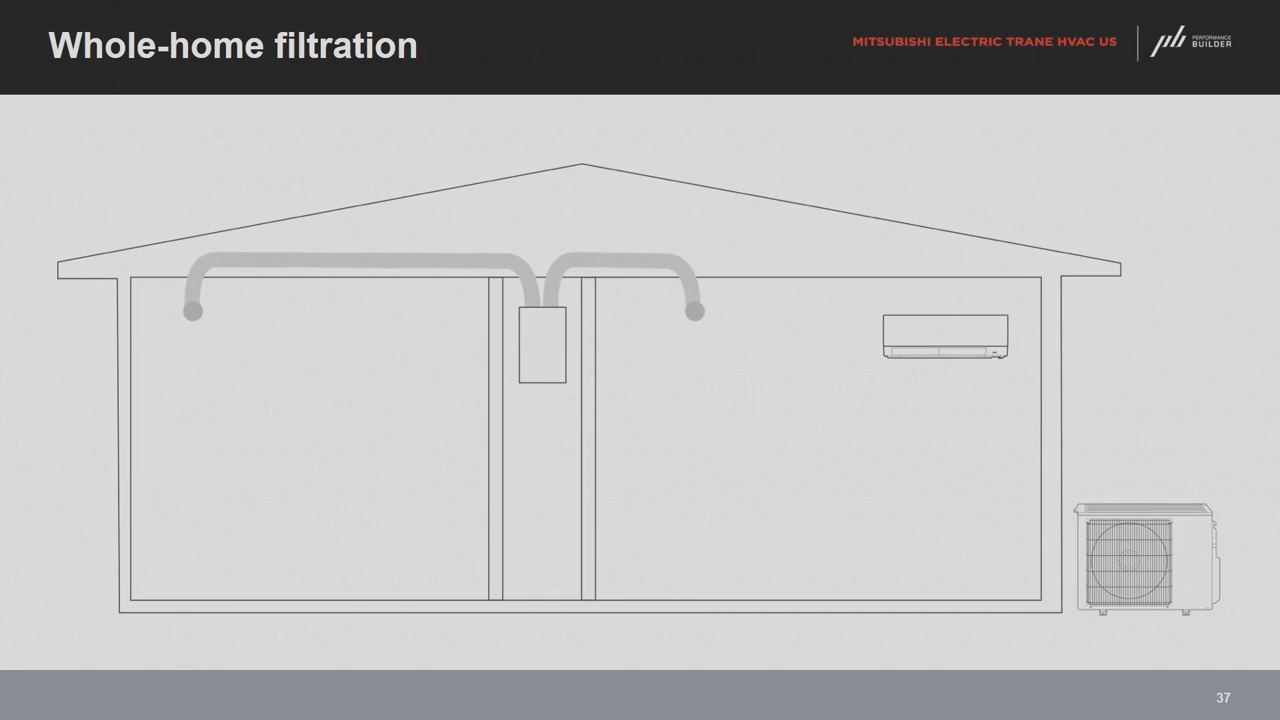 Whole-home filtration
MITSUBISHI ELECTRIC TRANE HVAC US
PERFORMANCE
BUILDER
37